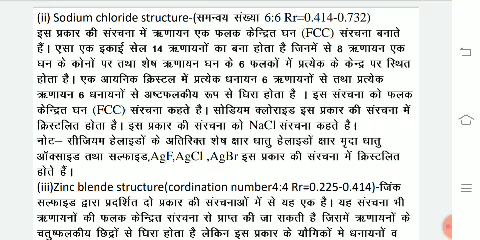 (ii) Sodium chloride structure-(समन्वय संख्या 6:6 Rr=0.414-0.732)
इस प्रकार की संरचना में ऋणायन एक फलक केन्द्रित घन (FCC) संरचना बनाते
हैं। एसा एक इकाई सेल 14 ऋणायनों का बना होता है जिनमें से 8 ऋणायन एक
घन के कोनों पर तथा शेष ऋणायन घन के 6 फलकों में प्रत्येक के केन्द्र पर स्थित
होता है। एक आयनिक क्रिस्टल में प्रत्येक धनायन 6 ऋणायनों से तथा प्रत्येक
ऋणायन 6 धनायनों से अष्टफलकीय रूप से घिरा होता है । इस संरचना को फलक
केन्द्रित घन (FCC) संरचना कहते है। सोडियम क्लोराइड इस प्रकार की संरचना में
क्रिस्टलित होता है। इस प्रकार की संरचना को NaCl संरचना कहते है।
नोट– सीजियम हेलाइडों के अतिरिक्त शेष क्षार धातु हेलाइडों क्षार मृदा धातु
ऑक्साइड तथा सल्फाइड,AgF,AgCl ,AgBr इस प्रकार की संरचना में क्रिस्टलित
होते हैं।
(iii)Zinc blende structure(cordination number4:4 Rr=0.225-0.414)-जिंक
सल्फाइड द्वारा प्रदर्शित दो प्रकार की संरचनाओं में से यह एक है। यह संरचना भी
ऋणायनों की फलक केन्द्रित संरचना से प्राप्त की जा सकती है जिसमें ऋणायनों के
चतुष्फलकीय छिद्रों से घिरा होता है लेकिन इस प्रकार के यौगिकों मे धनायनों व